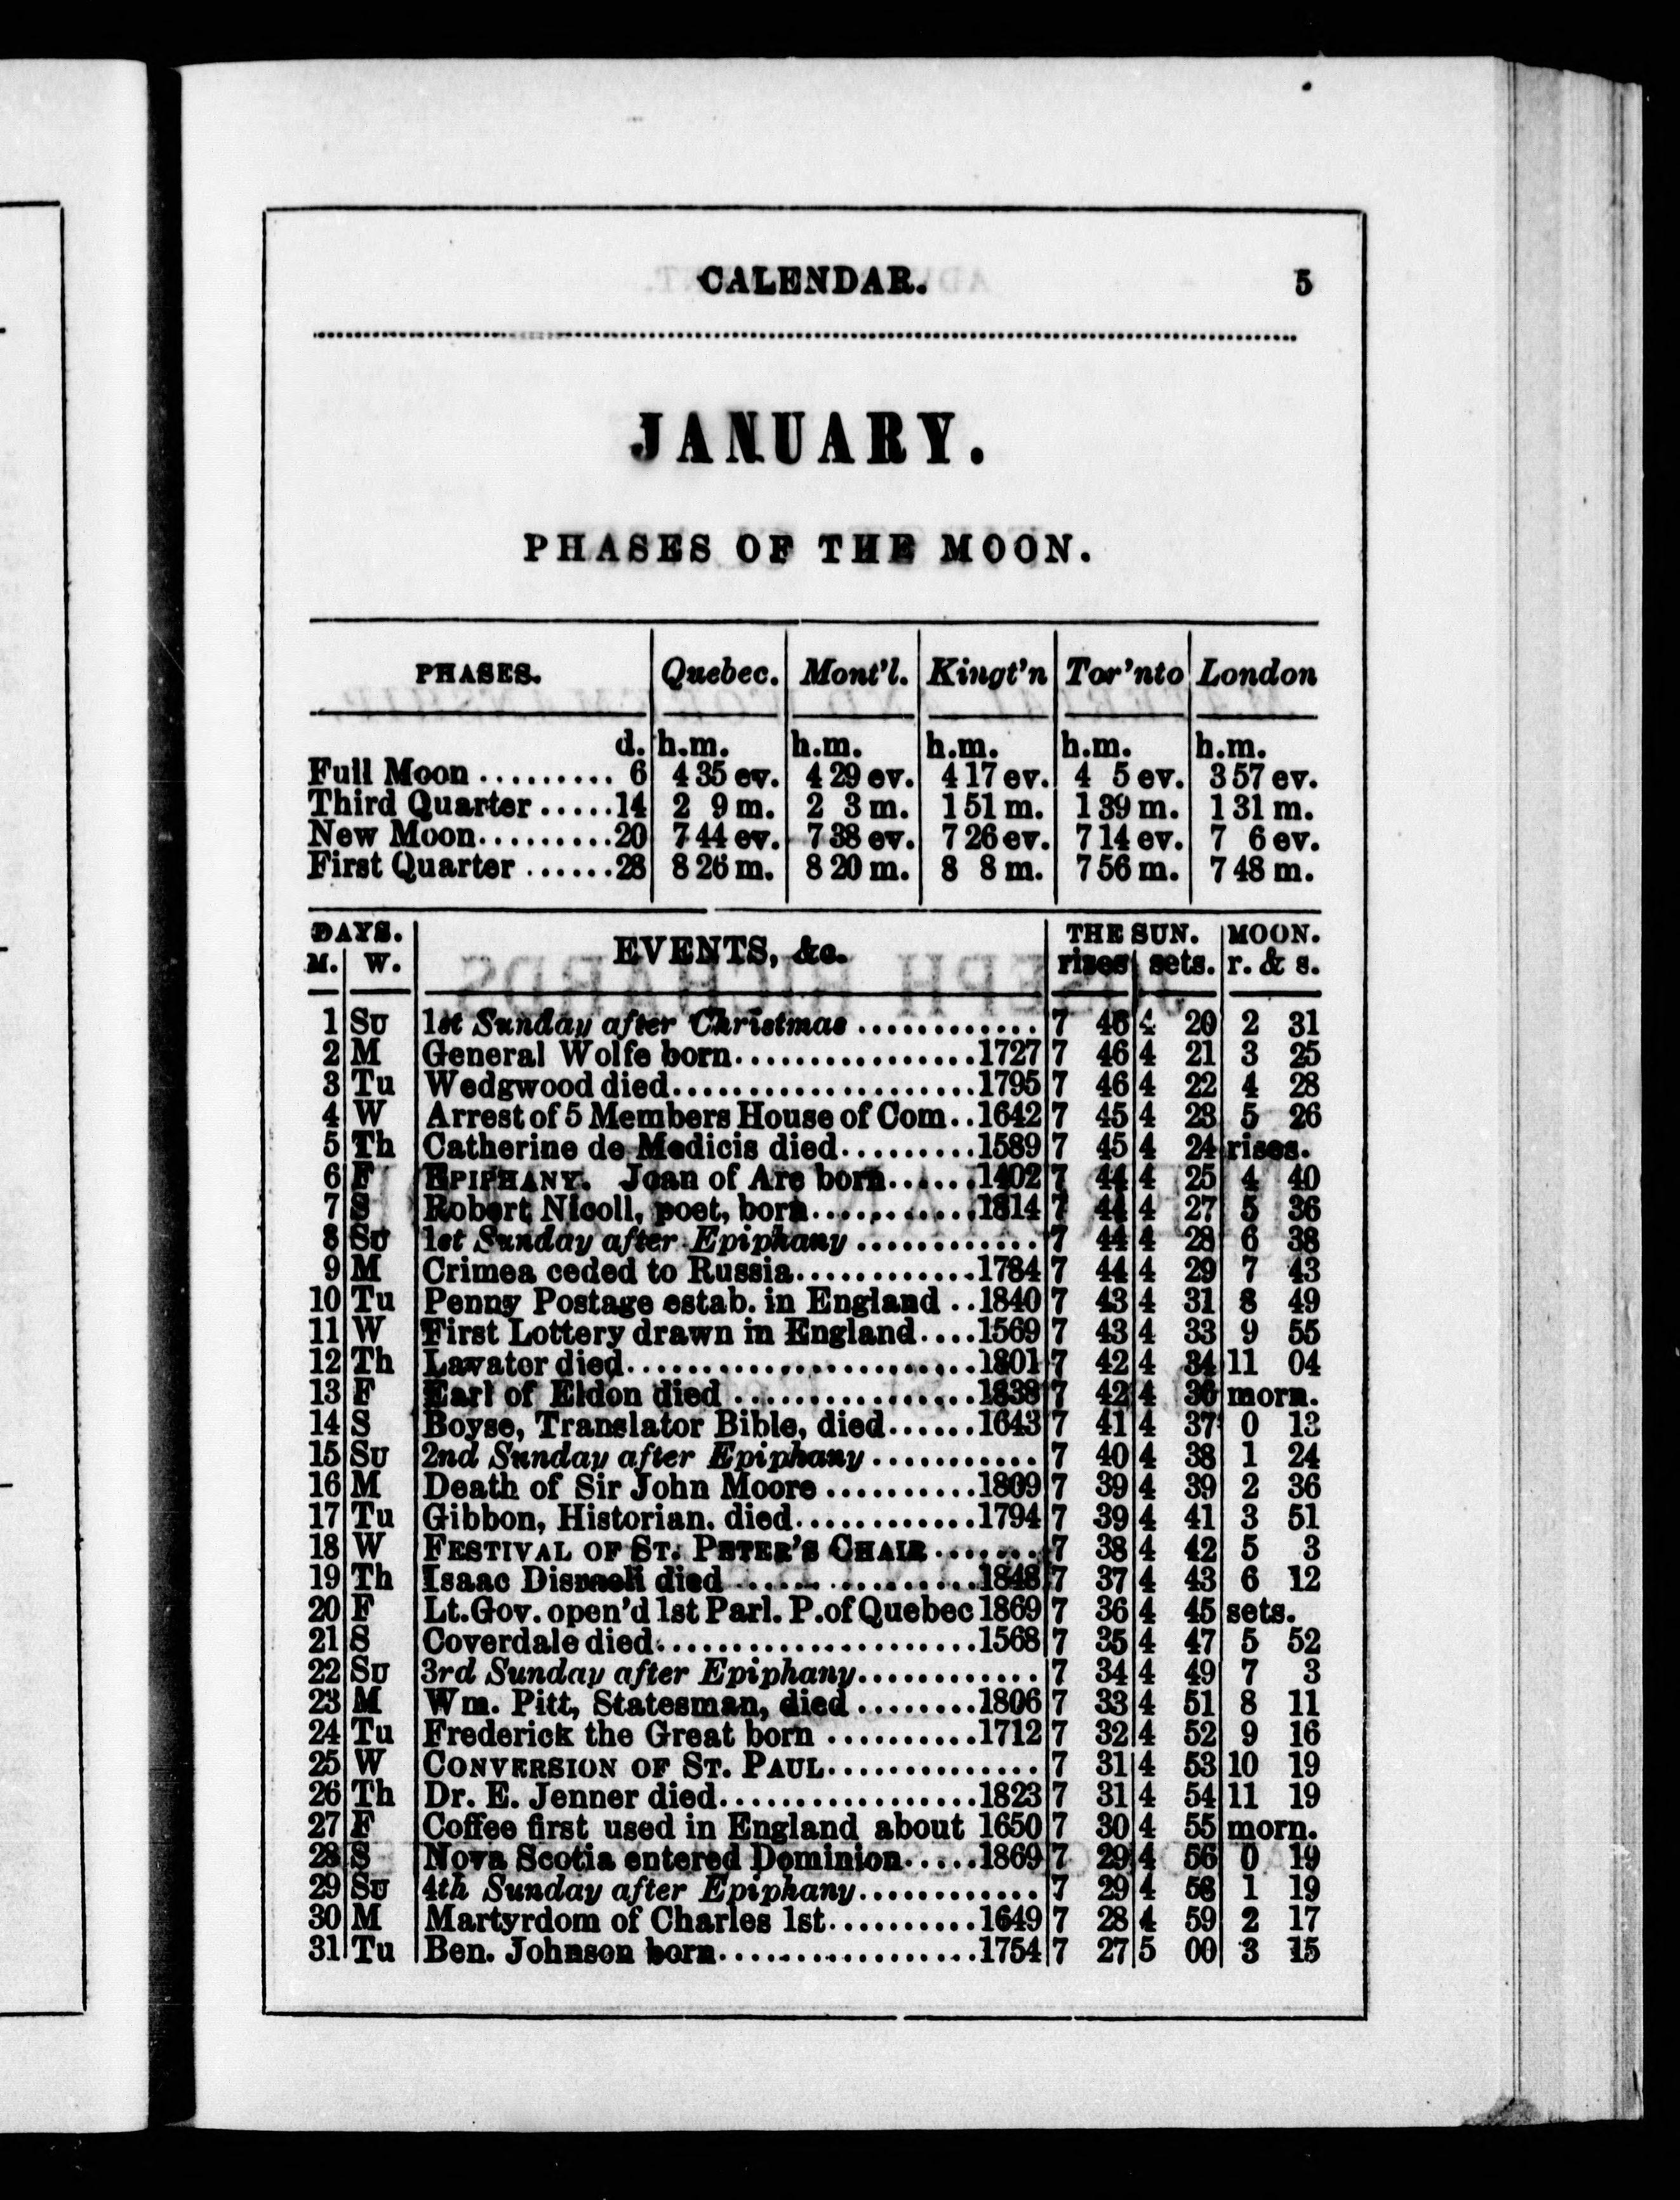 CALENDAR. 5
JANUARY.
PHASES OF THE MOON.
PHASES. Quebec. Mont'l. Kingt'n Tor'nto London
d. h.m. h.m. h.m. h.m. h.m.
Full Moon ......... 6 4 35 ev. 4 29 ev. 4 17 ev. 4 5 ev. 3 57 ev.
Third Quarter .....14 2 9 m. 2 3 m. 1 51 m. 1 39 m. 1 31 m.
New Moon.........20 7 44 ev. 7 38 ev. 7 26 ev. 7 14 ev. 7 6 ev.
First Quarter ......28 8 26 m. 8 20 m. 8 8 m. 7 56 m. 7 48 m.
DAYS. EVENTS, &c. THE SUN. MOON.
M. W. rises sets. r. & s.
1 Su 1st Sunday after Christmas ............ 7 46 4 20 2 31
2 M General Wolfe born................1727 7 46 4 21 3 25
3 Tu Wedgwood died....................1795 7 46 4 22 4 28
4 W Arrest of 5 Members House of Com..1642 7 45 4 23 5 26
5 Th Catherine de Medicis died.........1589 7 45 4 24 rises.
6 F EPIPHANY. Joan of Arc born......1402 7 44 4 25 4 40
7 S Robert Nicoll, poet, born...........1814 7 44 4 27 5 36
8 Su 1st Sunday after Epiphany ............ 7 44 4 28 6 38
9 M Crimea ceded to Russia............1784 7 44 4 29 7 43
10 Tu Penny Postage estab. in England ..1840 7 43 4 31 8 49
11 W First Lottery drawn in England....1569 7 43 4 33 9 55
12 Th Lavator died.......................1801 7 42 4 34 11 04
13 F Earl of Eldon died ................1838 7 42 4 36 morn.
14 S Boyse, Translator Bible, died......1643 7 41 4 37 0 13
15 Su 2nd Sunday after Epiphany ........... 7 40 4 38 1 24
16 M Death of Sir John Moore ..........1809 7 39 4 39 2 36
17 Tu Gibbon, Historian. died............1794 7 39 4 41 3 51
18 W FESTIVAL OF ST. PETER'S CHAIR ....... 7 38 4 42 5 3
19 Th Isaac Disraeli died ................1848 7 37 4 43 6 12
20 F Lt.Gov. open'd 1st Parl. P.of Quebec 1869 7 36 4 45 sets.
21 S Coverdale died.....................1568 7 35 4 47 5 52
22 Su 3rd Sunday after Epiphany............ 7 34 4 49 7 3
23 M Wm. Pitt, Statesman, died ........1806 7 33 4 51 8 11
24 Tu Frederick the Great born ..........1712 7 32 4 52 9 16
25 W CONVERSION OF ST. PAUL.............. 7 31 4 53 10 19
26 Th Dr. E. Jenner died.................1823 7 31 4 54 11 19
27 F Coffee first used in England about 1650 7 30 4 55 morn.
28 S Nova Scotia entered Dominion.....1869 7 29 4 56 0 19
29 Su 4th Sunday after Epiphany............ 7 29 4 58 1 19
30 M Martyrdom of Charles 1st..........1649 7 28 4 59 2 17
31 Tu Ben. Johnson born.................1754 7 27 5 00 3 15